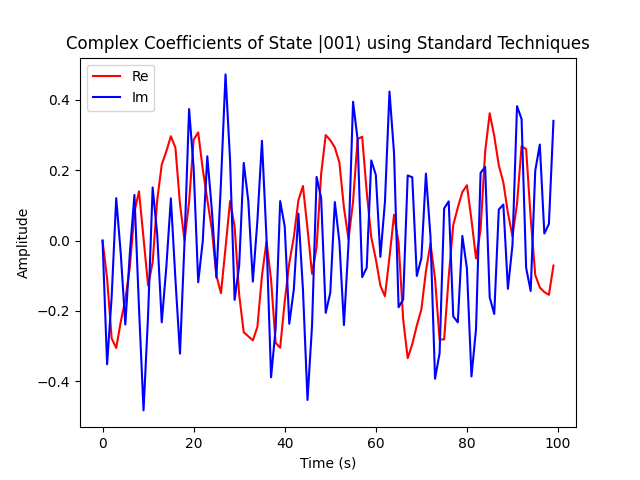 Complex Coefficients of State |001⟩ using Standard Techniques
Re
Im
0.4
0.2
0.0
−0.2
−0.4
Amplitude
0
20
40
60
80
100
Time (s)